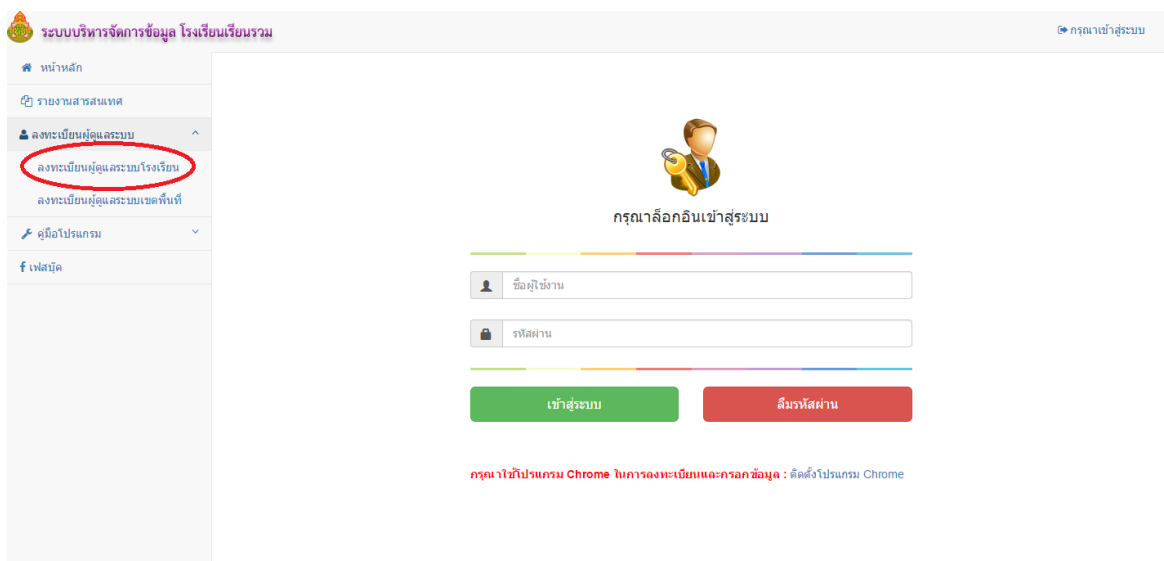 ระบบบริหารจัดการข้อมูล โรงเรียนเรียนรวม
กรุณาเข้าสู่ระบบ
หน้าหลัก
รายงานสารสนเทศ
ลงทะเบียนผู้ดูแลระบบ
ลงทะเบียนผู้ดูแลระบบโรงเรียน
ลงทะเบียนผู้ดูแลระบบเขตพื้นที่
คู่มือโปรแกรม
เฟสบุ๊ค
กรุณาล็อกอินเข้าสู่ระบบ
ชื่อผู้ใช้งาน
รหัสผ่าน
เข้าสู่ระบบ
ลืมรหัสผ่าน
กรุณาใช้โปรแกรม Chrome ในการลงทะเบียนและกรอกข้อมูล : ติดตั้งโปรแกรม Chrome